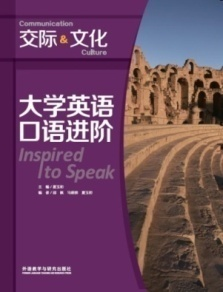 Communication
交际&文化
Culture
大学英语
口语进阶
Inspired
to Speak
外语教学与研究出版社